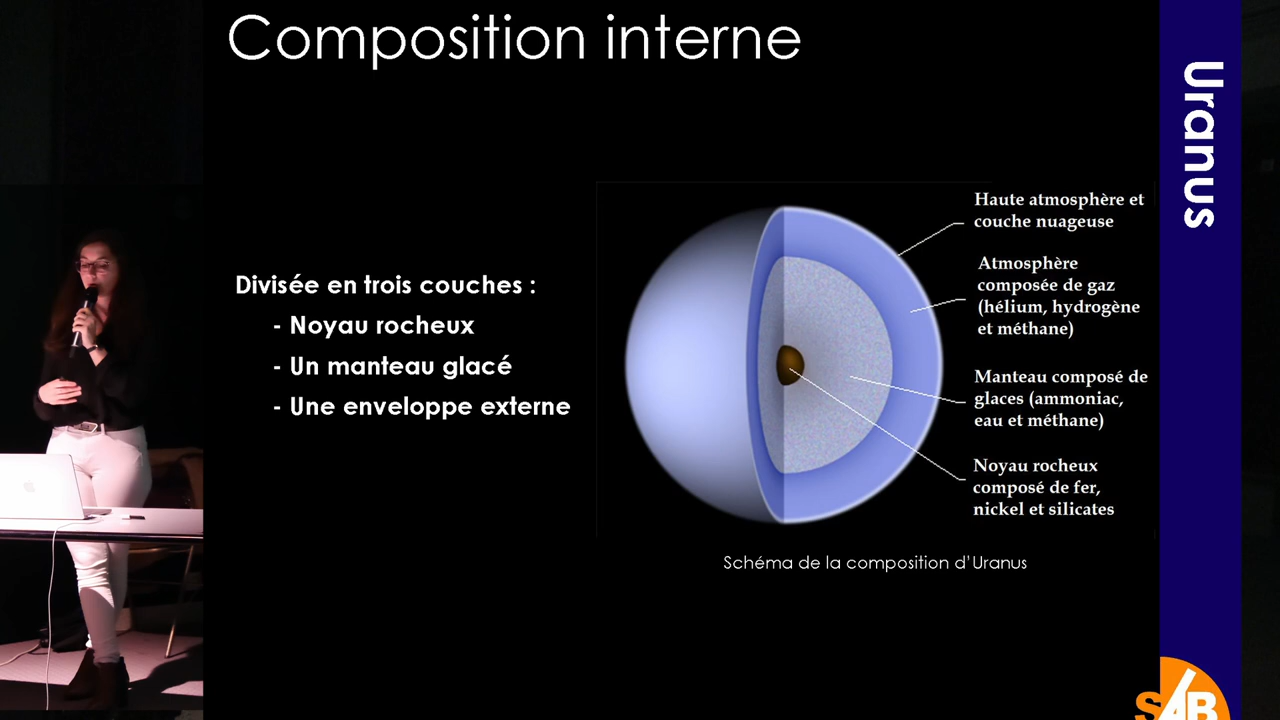 Composition interne
Uranus
Divisée en trois couches :
- Noyau rocheux
- Un manteau glacé
- Une enveloppe externe
Haute atmosphère et
couche nuageuse
Atmosphère
composée de gaz
(hélium, hydrogène
et méthane)
Manteau composé de
glaces (ammoniac,
eau et méthane)
Noyau rocheux
composé de fer,
nickel et silicates
Schéma de la composition d'Uranus
SAB